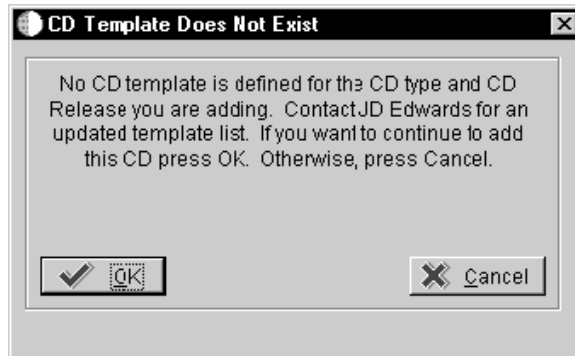 CD Template Does Not Exist
No CD template is defined for the CD type and CD
Release you are adding. Contact JD Edwards for an
updated template list. If you want to continue to add
this CD press OK. Otherwise, press Cancel.
OK
Cancel